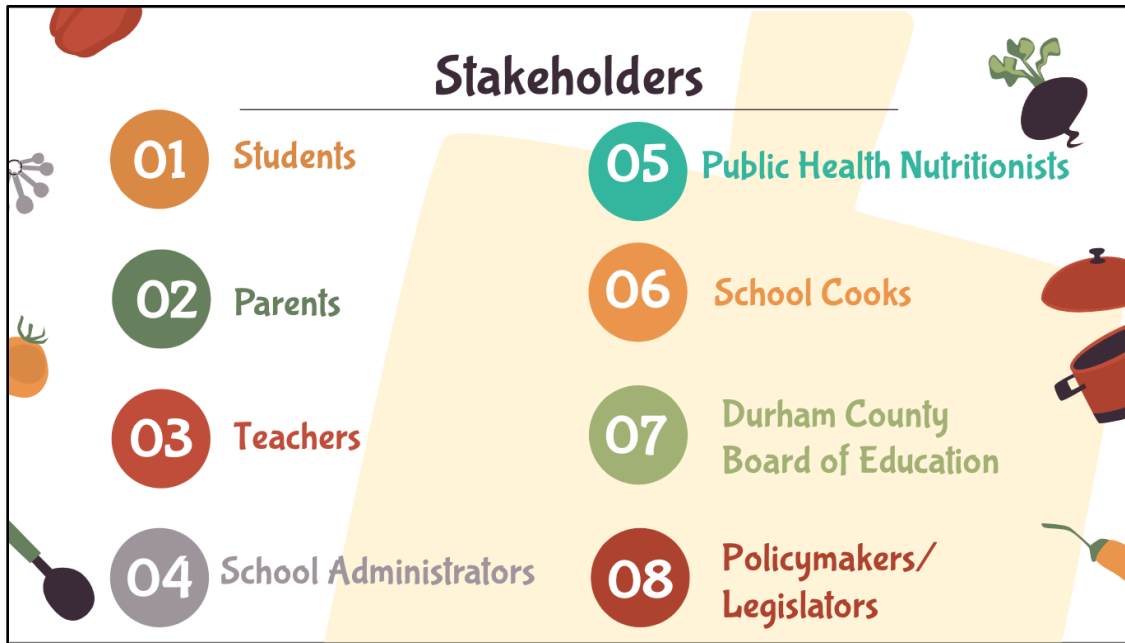 Stakeholders
01 Students
02 Parents
03 Teachers
04 School Administrators
05 Public Health Nutritionists
06 School Cooks
07 Durham County
Board of Education
08 Policymakers/
Legislators